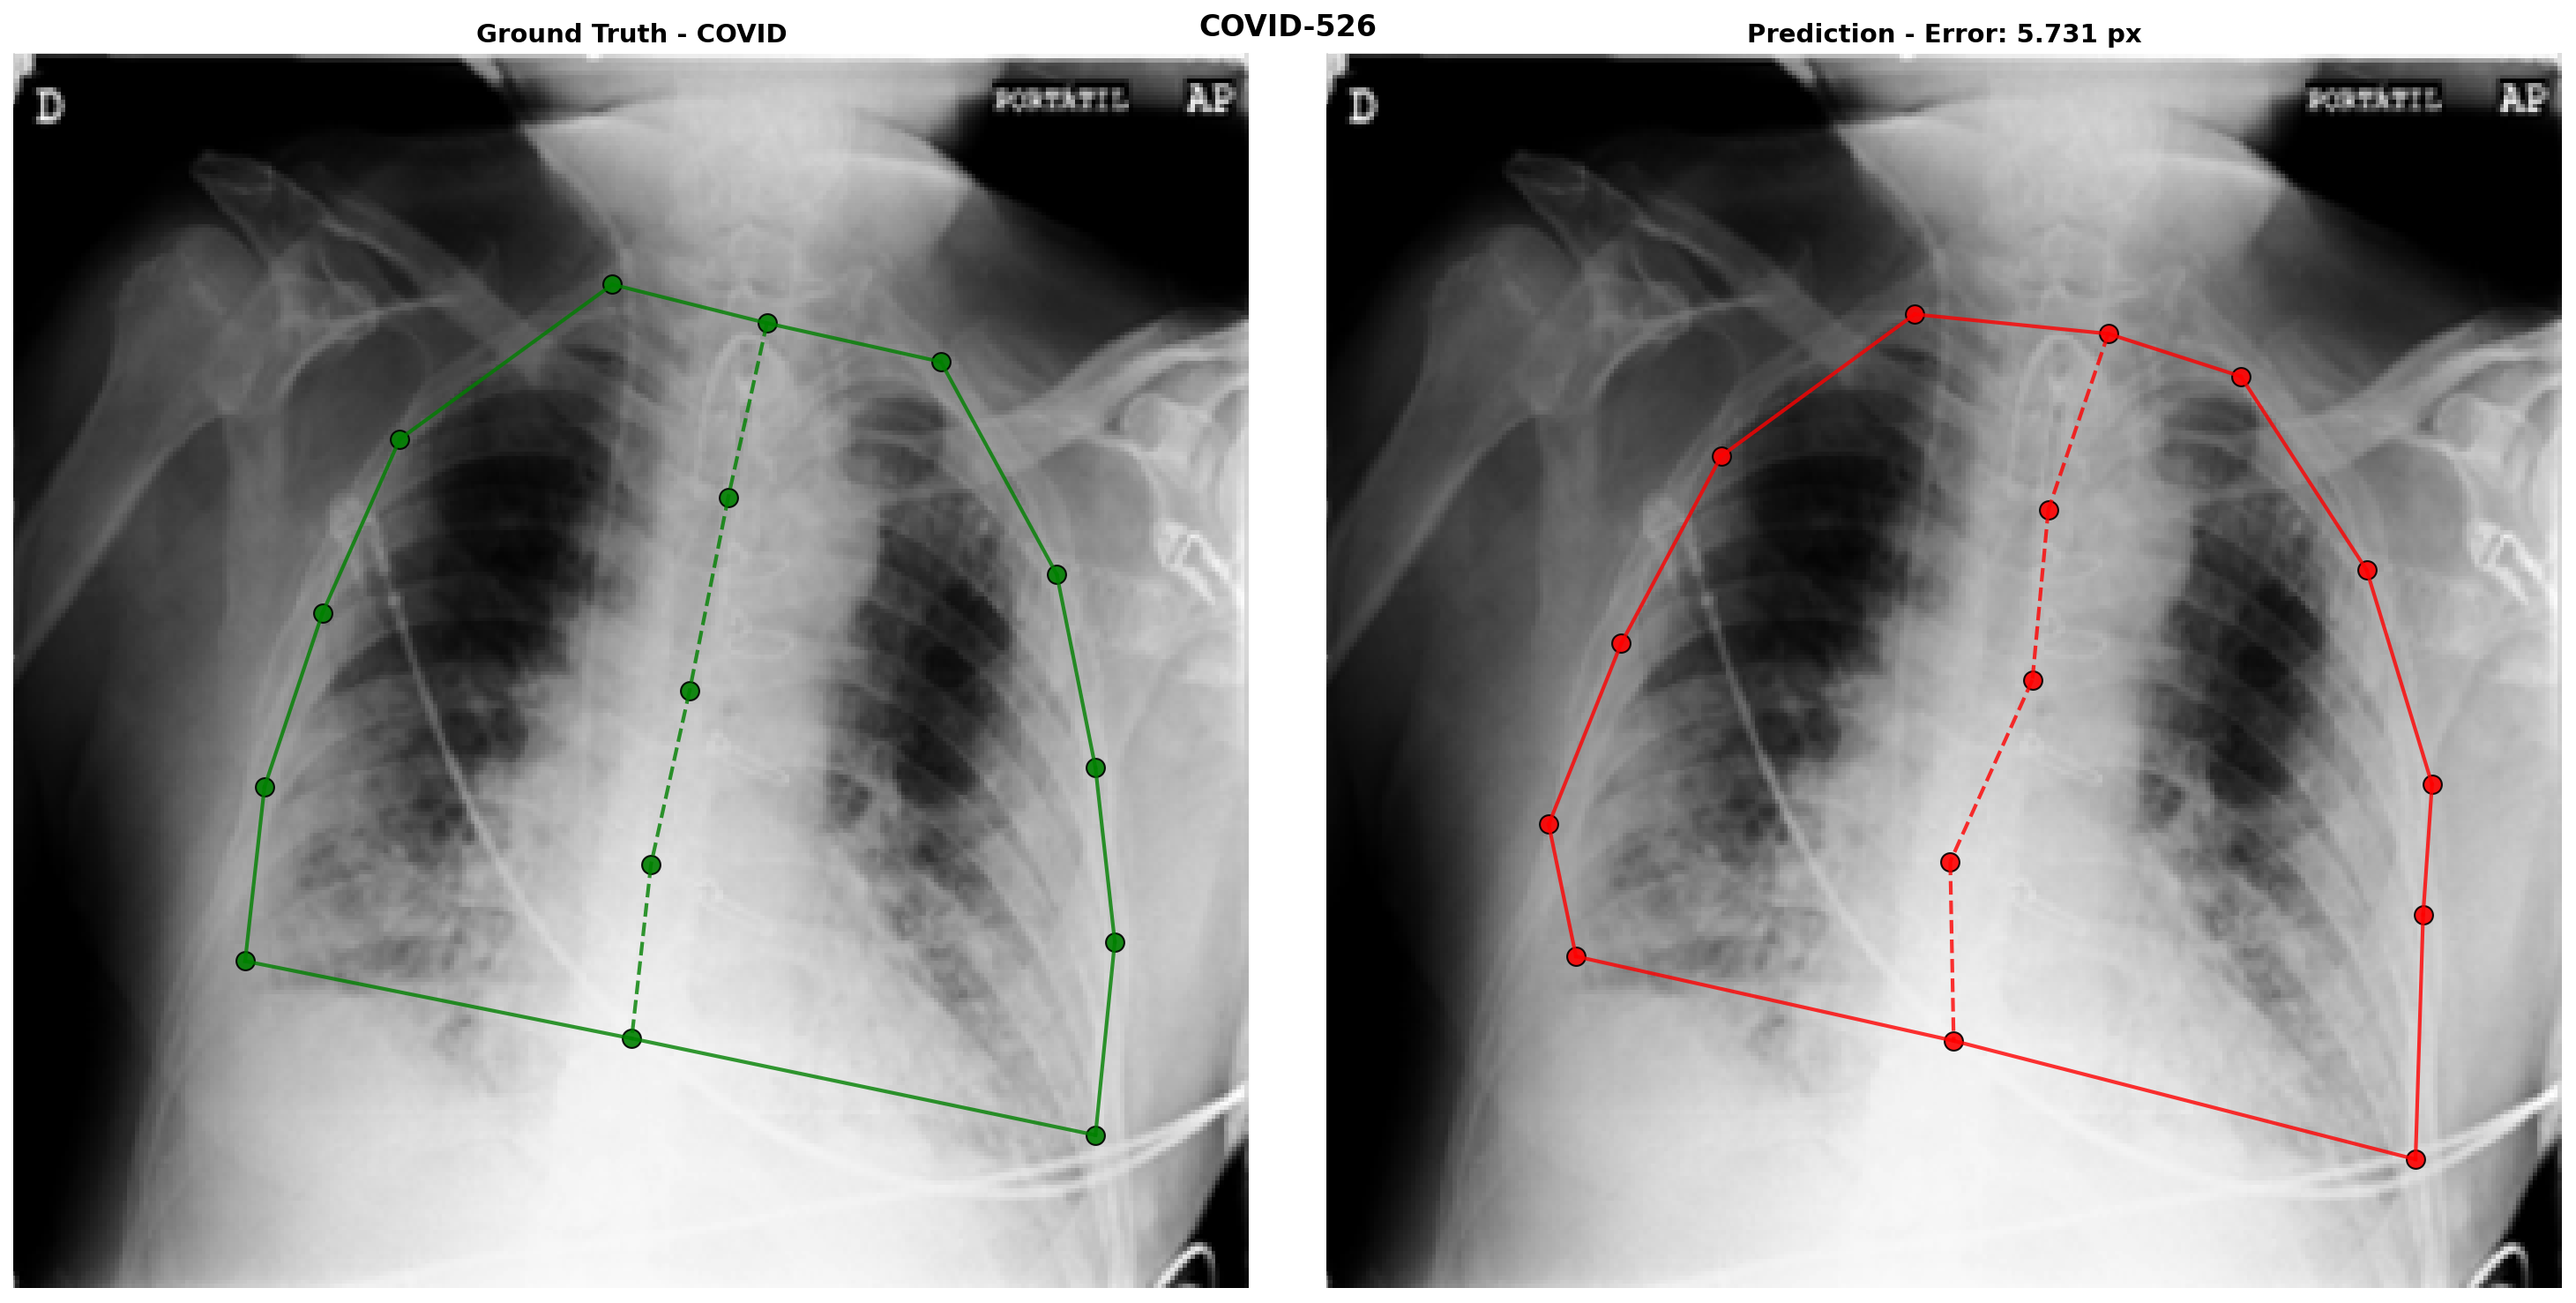 COVID-526
Ground Truth - COVID
Prediction - Error: 5.731 px
D
PORTATIL AP
D
PORTATIL AP